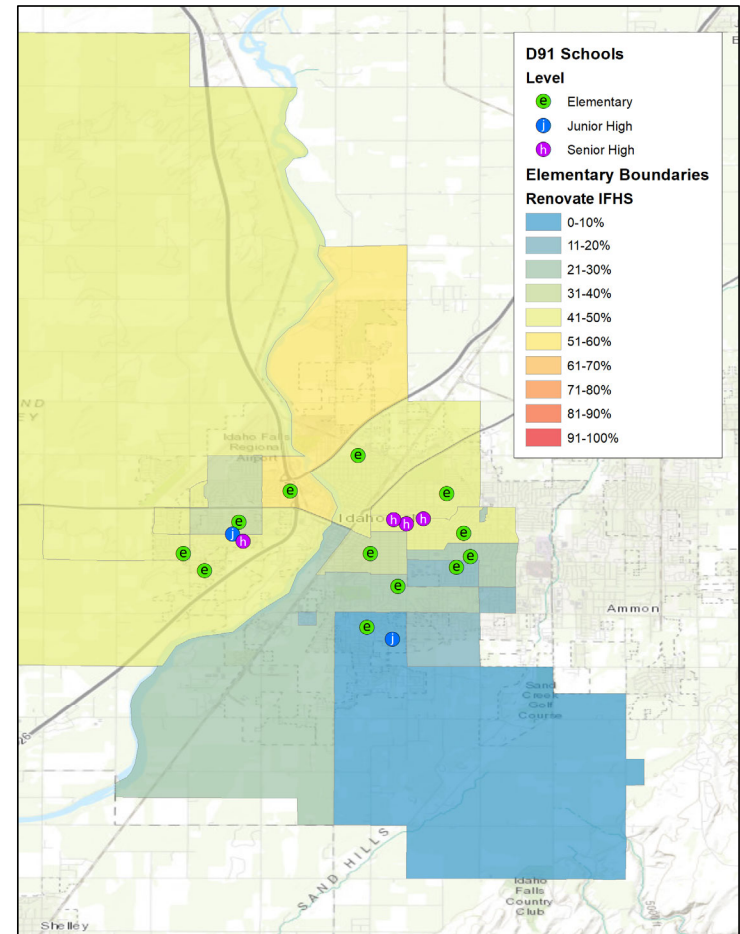 D91 Schools
Level
e Elementary
j Junior High
h Senior High
Elementary Boundaries
Renovate IFHS
0-10%
11-20%
21-30%
31-40%
41-50%
51-60%
61-70%
71-80%
81-90%
91-100%
Idaho Falls
Regional
Airport
e
e
e
h
h
h
Idaho
e
j
h
e
e
e
e
e
e
e
Ammon
e
j
Sand
Creek
Golf
Course
26
SAND HILLS
Idaho
Falls
Country
Club
Shelley